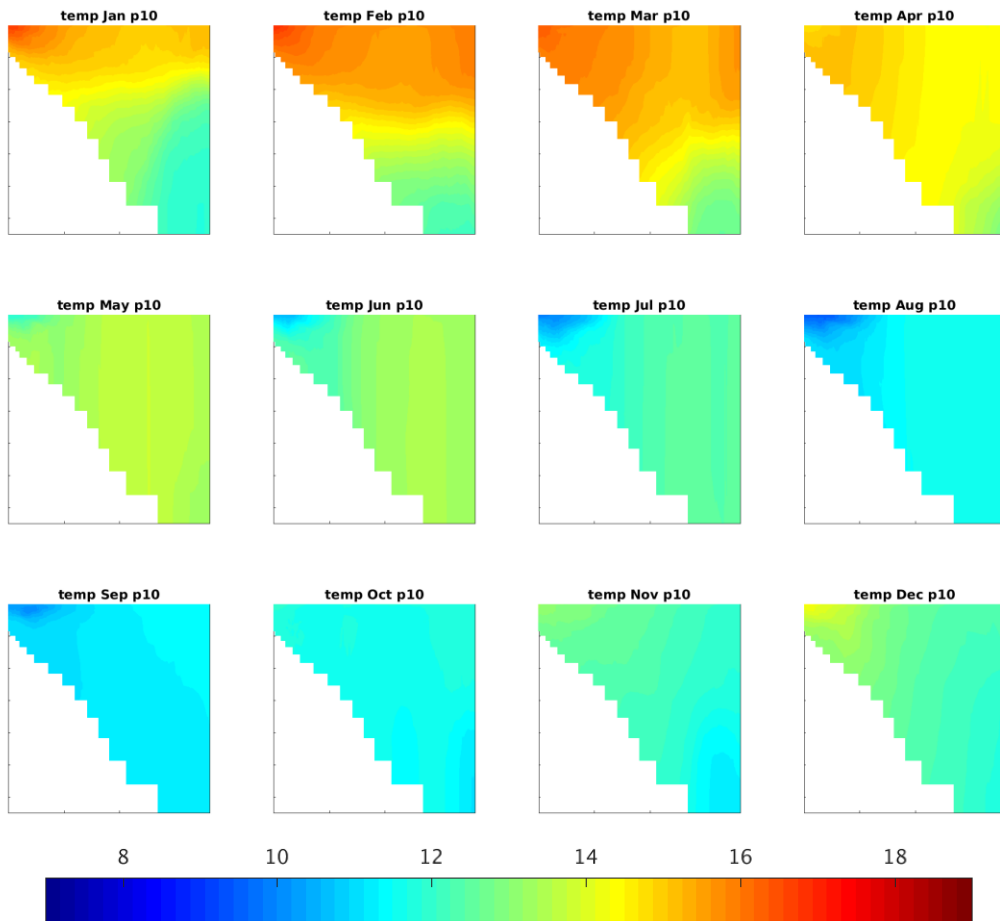 temp Jan p10
temp Feb p10
temp Mar p10
temp Apr p10
temp May p10
temp Jun p10
temp Jul p10
temp Aug p10
temp Sep p10
temp Oct p10
temp Nov p10
temp Dec p10
8 10 12 14 16 18